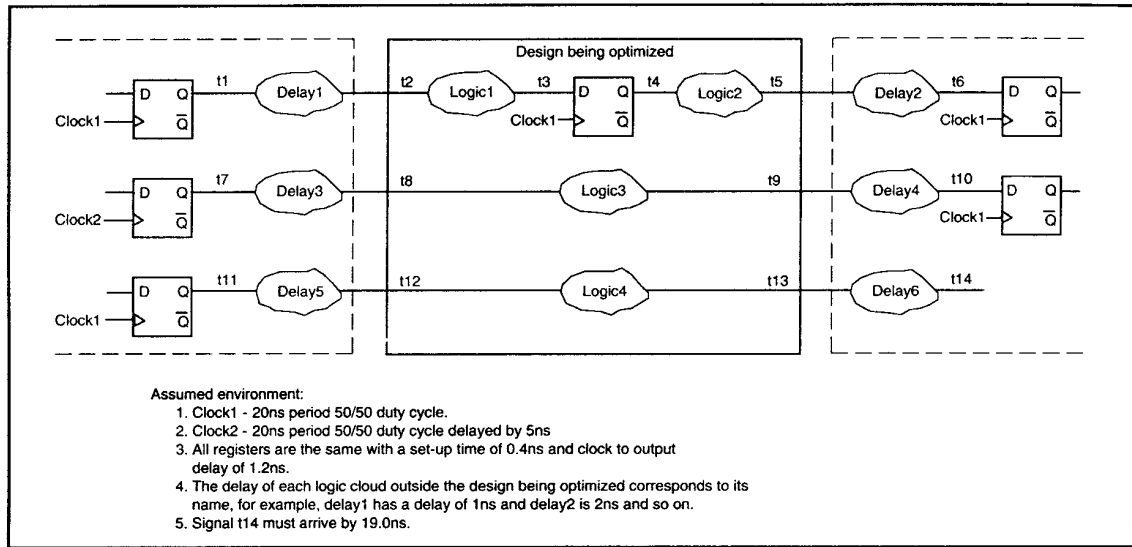 Design being optimized
t1 t2 t3 t4 t5 t6
D Q Delay1 Logic1 D Q Logic2 Delay2 D Q
Clock1 Q Clock1 Q Clock1 Q
t7 t8 t9 t10
D Q Delay3 Logic3 Delay4 D Q
Clock2 Q Clock1 Q
t11 t12 t13 t14
D Q Delay5 Logic4 Delay6
Clock1 Q
Assumed environment:
1. Clock1 - 20ns period 50/50 duty cycle.
2. Clock2 - 20ns period 50/50 duty cycle delayed by 5ns
3. All registers are the same with a set-up time of 0.4ns and clock to output
delay of 1.2ns.
4. The delay of each logic cloud outside the design being optimized corresponds to its
name, for example, delay1 has a delay of 1ns and delay2 is 2ns and so on.
5. Signal t14 must arrive by 19.0ns.